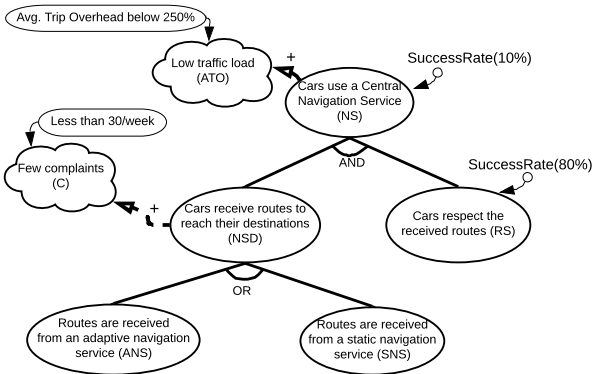 Avg. Trip Overhead below 250%
Low traffic load
(ATO)
+
SuccessRate(10%)
Cars use a Central
Navigation Service
(NS)
Less than 30/week
Few complaints
(C)
AND
SuccessRate(80%)
+
Cars receive routes to
reach their destinations
(NSD)
Cars respect the
received routes (RS)
OR
Routes are received
from an adaptive navigation
service (ANS)
Routes are received
from a static navigation
service (SNS)